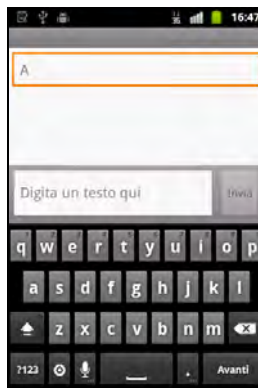 16:47
A
Digita un testo qui
Invia
q w e r t y u i o p
a s d f g h j k l
z x c v b n m
?123 . Avanti